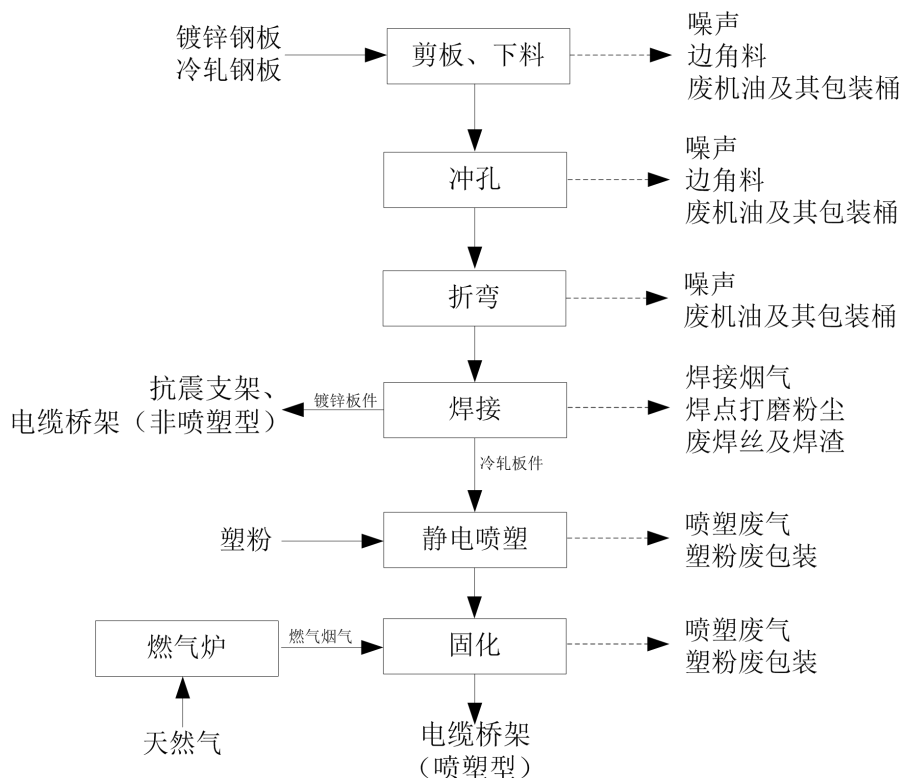 镀锌钢板
冷轧钢板
剪板、下料
噪声
边角料
废机油及其包装桶
冲孔
噪声
边角料
废机油及其包装桶
折弯
噪声
废机油及其包装桶
抗震支架、
电缆桥架（非喷塑型）
镀锌板件
焊接
焊接烟气
焊点打磨粉尘
废焊丝及焊渣
冷轧板件
塑粉
静电喷塑
喷塑废气
塑粉废包装
燃气炉
燃气烟气
固化
喷塑废气
塑粉废包装
天然气
电缆桥架
（喷塑型）